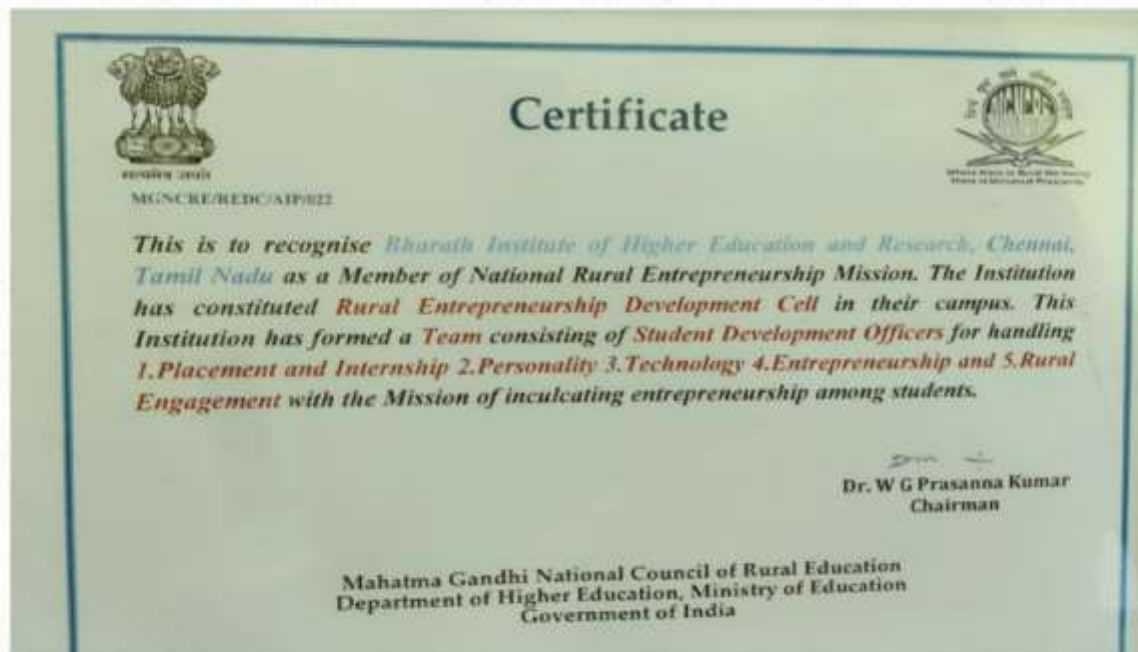 Certificate
सत्यमेव जयते
MGNCRE/REDC/AIP/022
This is to recognise Bharath Institute of Higher Education and Research, Chennai,
Tamil Nadu as a Member of National Rural Entrepreneurship Mission. The Institution
has constituted Rural Entrepreneurship Development Cell in their campus. This
Institution has formed a Team consisting of Student Development Officers for handling
1.Placement and Internship 2.Personality 3.Technology 4.Entrepreneurship and 5.Rural
Engagement with the Mission of inculcating entrepreneurship among students.
Dr. W G Prasanna Kumar
Chairman
Mahatma Gandhi National Council of Rural Education
Department of Higher Education, Ministry of Education
Government of India